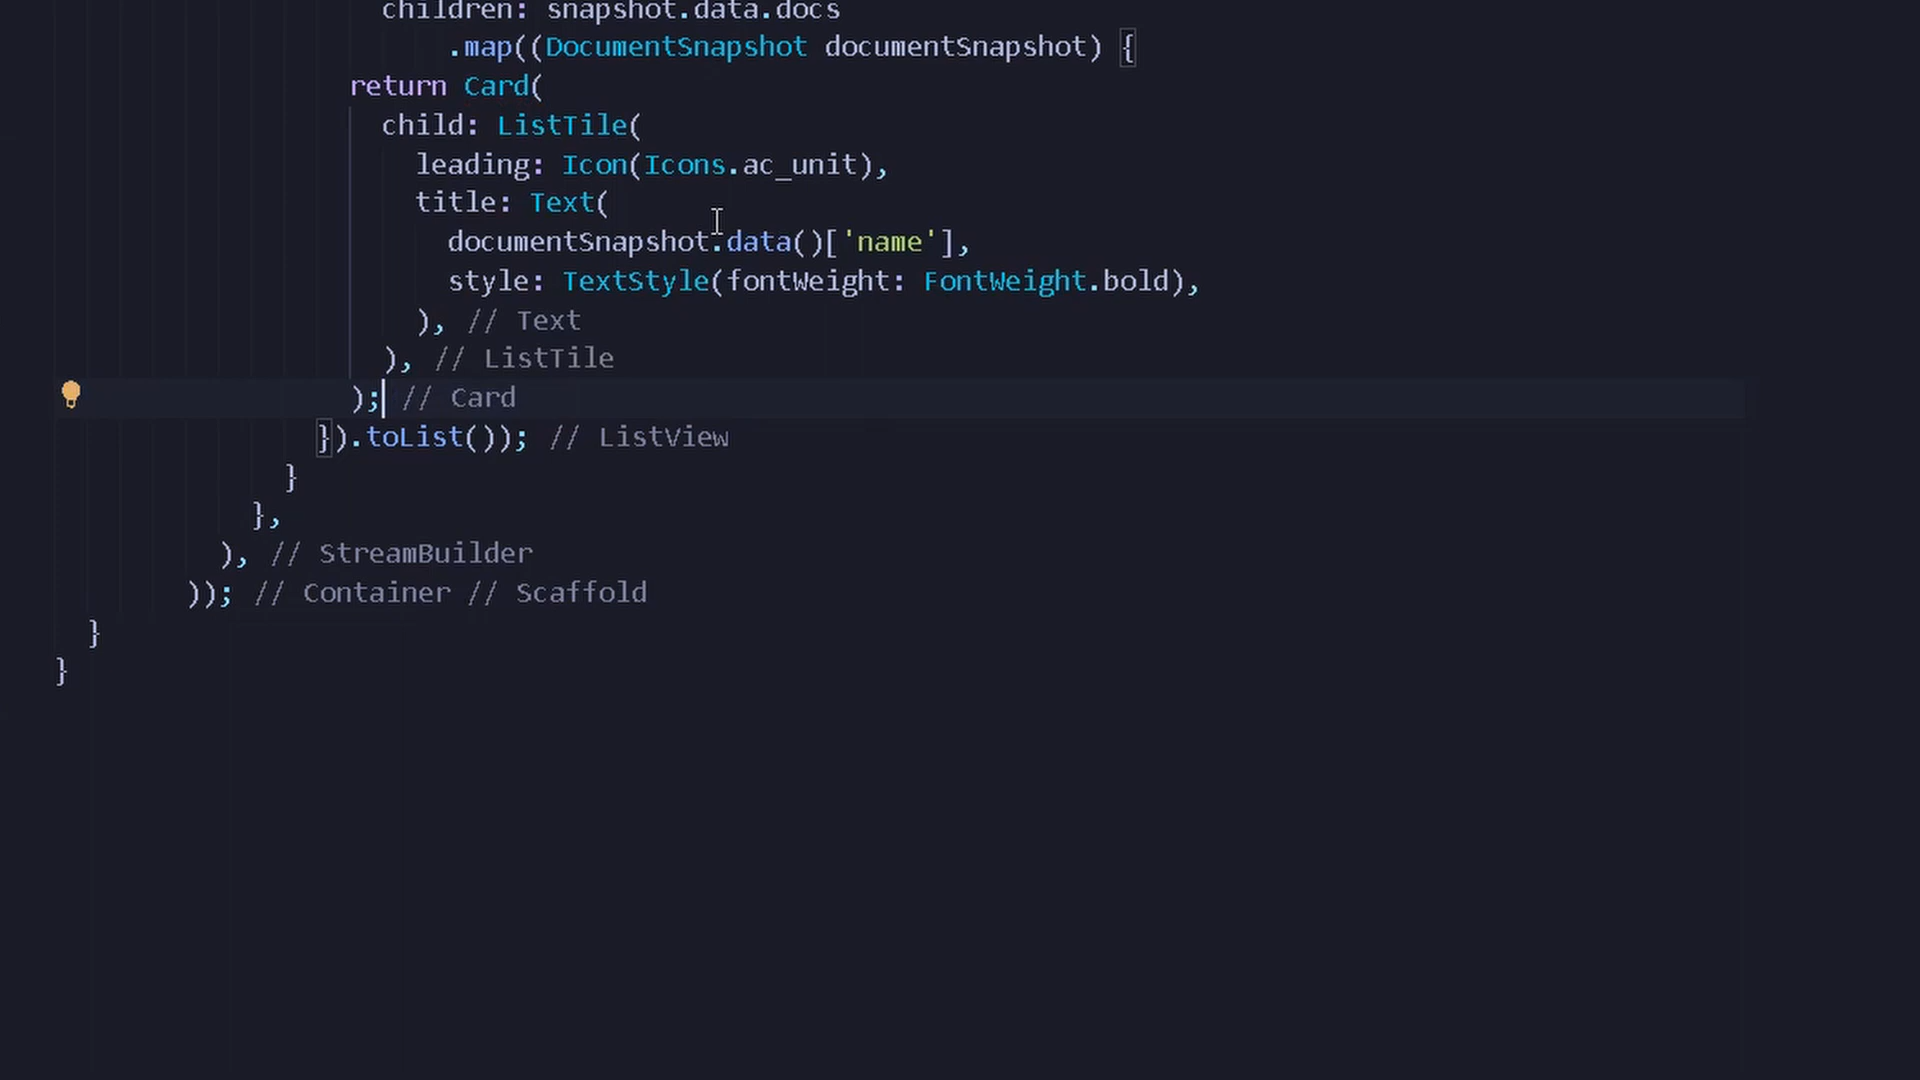 children: snapshot.data.docs
.map((DocumentSnapshot documentSnapshot) {
return Card(
child: ListTile(
leading: Icon(Icons.ac_unit),
title: Text(
documentSnapshot.data()['name'],
style: TextStyle(fontWeight: FontWeight.bold),
), // Text
), // ListTile
); // Card
}).toList()); // ListView
}
},
), // StreamBuilder
)); // Container // Scaffold
}
}